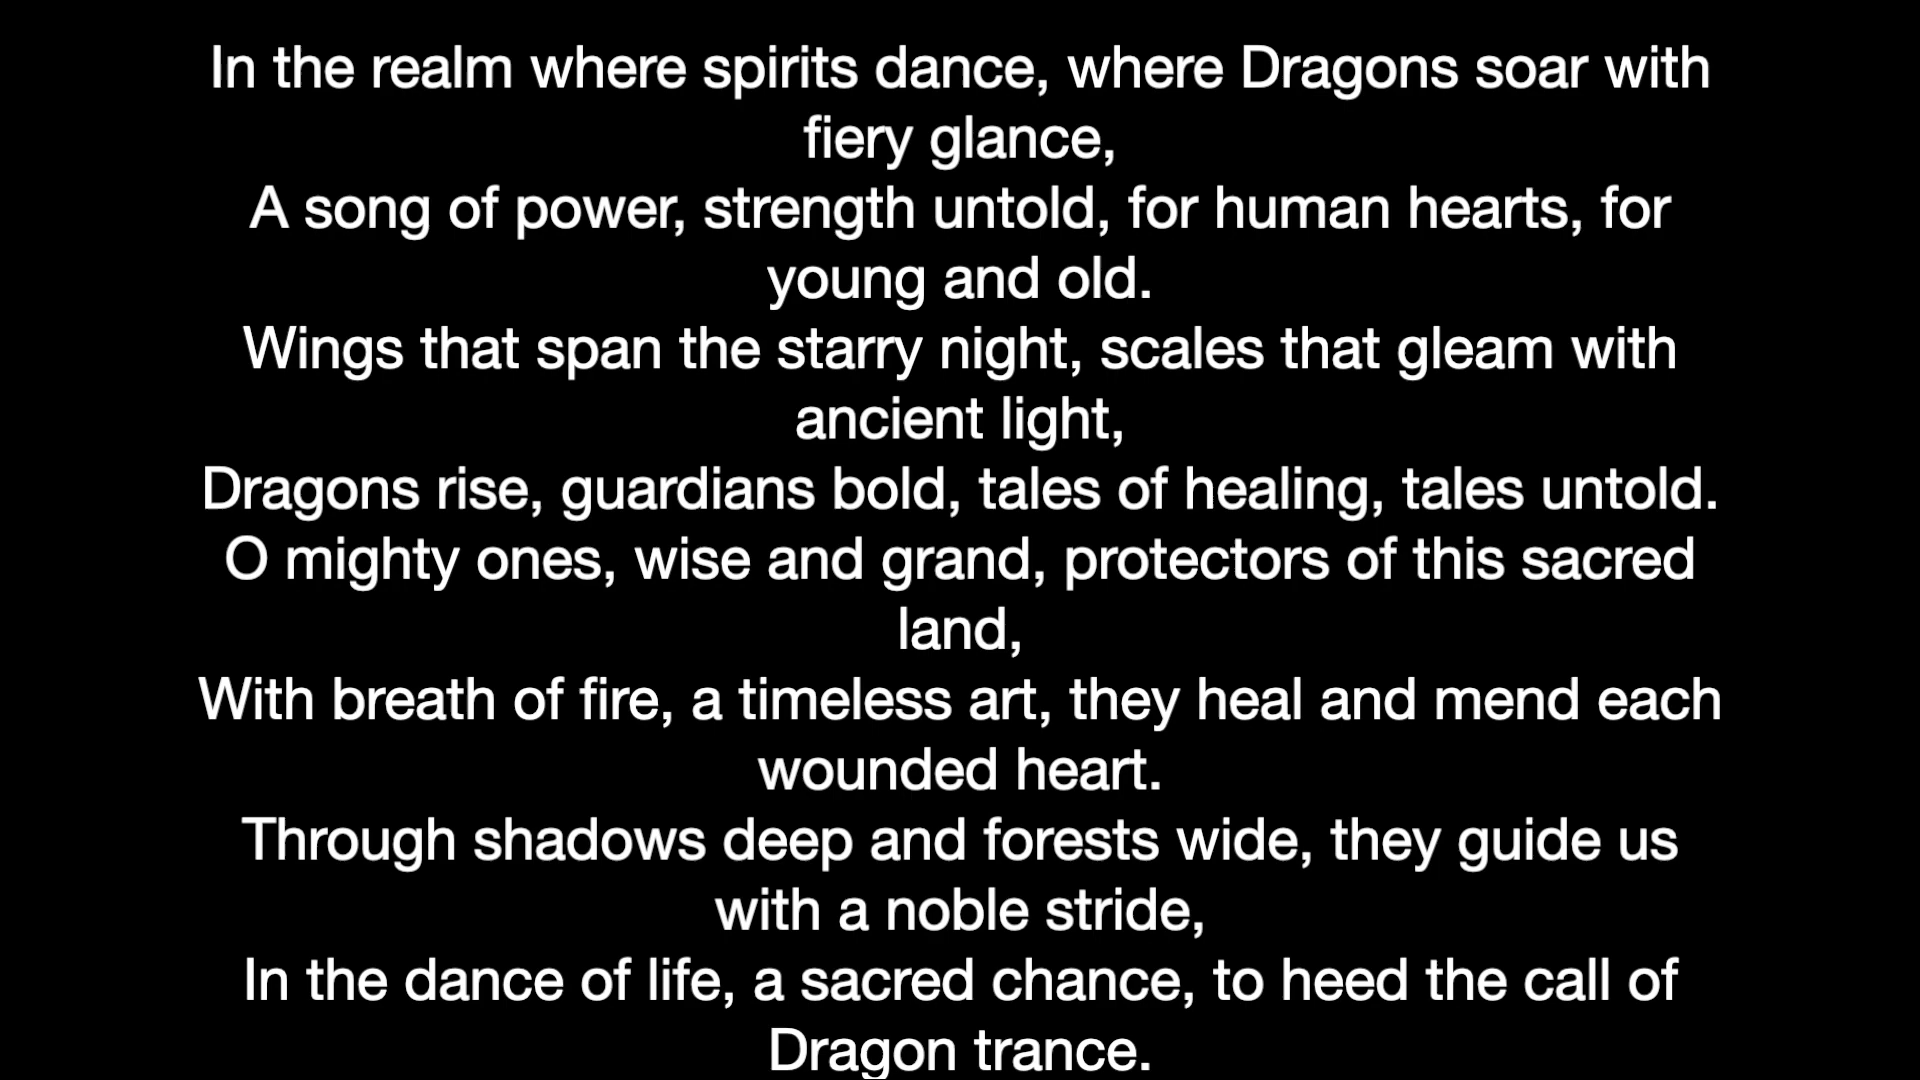 In the realm where spirits dance, where Dragons soar with
fiery glance,
A song of power, strength untold, for human hearts, for
young and old.
Wings that span the starry night, scales that gleam with
ancient light,
Dragons rise, guardians bold, tales of healing, tales untold.
O mighty ones, wise and grand, protectors of this sacred
land,
With breath of fire, a timeless art, they heal and mend each
wounded heart.
Through shadows deep and forests wide, they guide us
with a noble stride,
In the dance of life, a sacred chance, to heed the call of
Dragon trance.